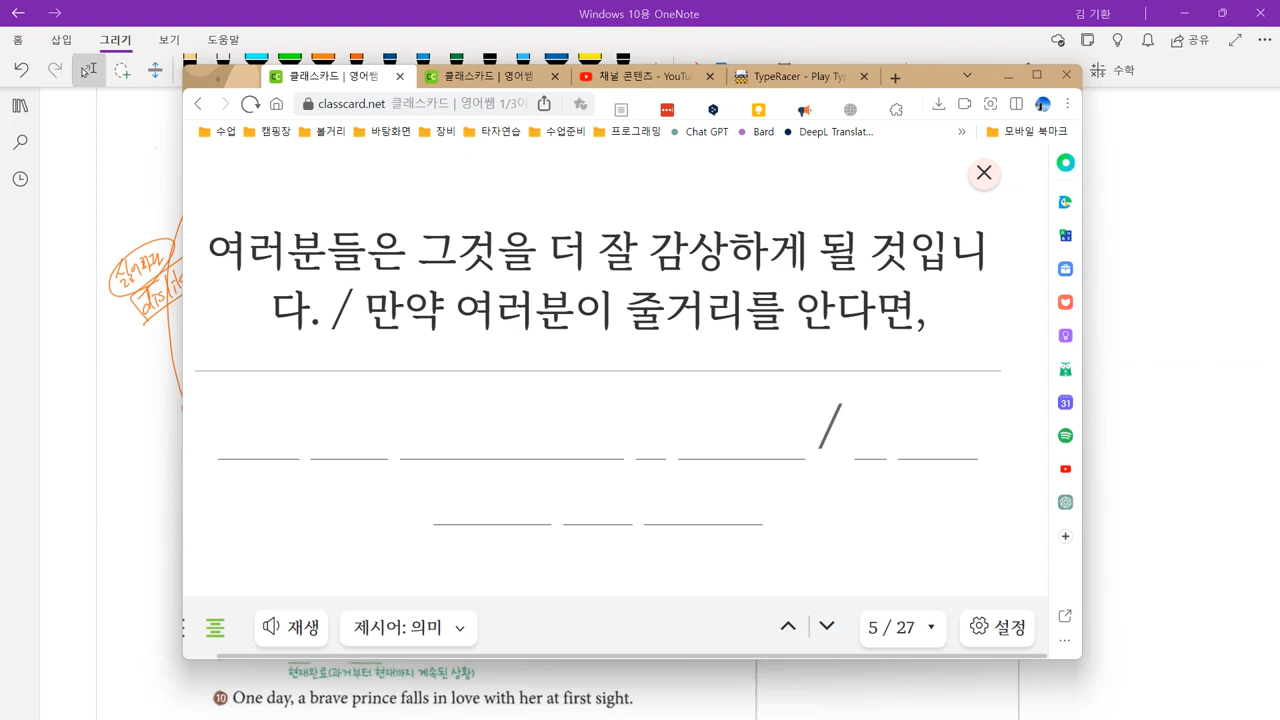 Windows 10용 OneNote
김 기환
홈 삽입 그리기 보기 도움말
공유
수학
클래스카드 | 영어쌤
클래스카드 | 영어쌤
채널 콘텐츠 - YouTu
TypeRacer - Play Typ
classcard.net 클래스카드 | 영어쌤 1/3이
수업 캠핑장 볼거리 바탕화면 장비 타자연습 수업준비 프로그래밍 Chat GPT Bard DeepL Translat... » 모바일 북마크
여러분들은 그것을 더 잘 감상하게 될 것입니
다. / 만약 여러분이 줄거리를 안다면,
/
31
재생
제시어: 의미
5 / 27
설정
현재완료(과거부터 현재까지 계속된 상황)
10 One day, a brave prince falls in love with her at first sight.